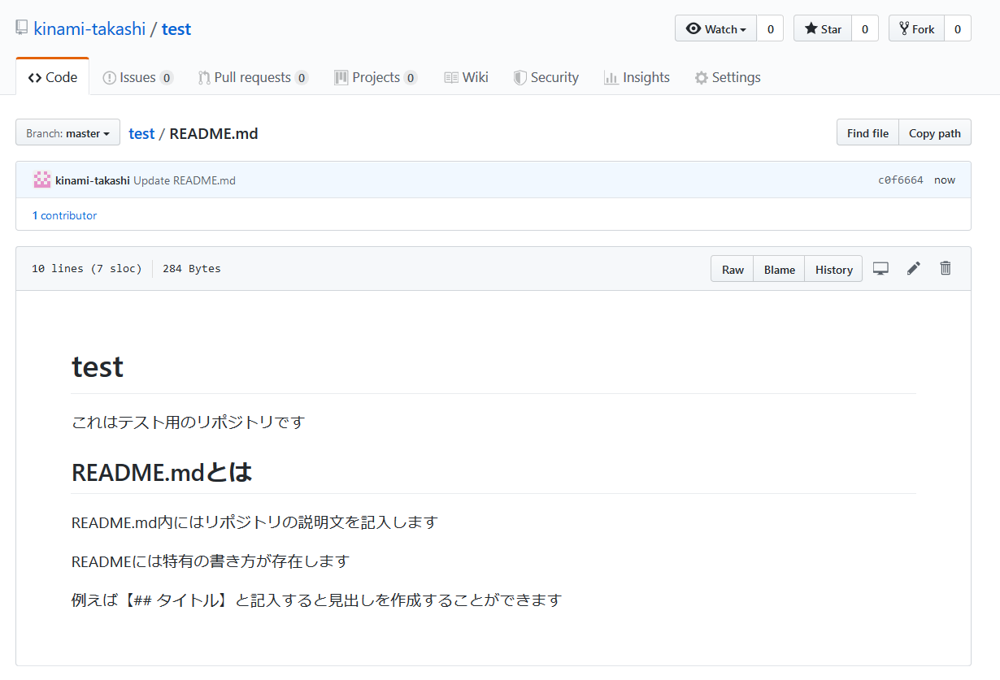 kinami-takashi / test
Watch 0 Star 0 Fork 0
Code Issues 0 Pull requests 0 Projects 0 Wiki Security Insights Settings
Branch: master test / README.md Find file Copy path
kinami-takashi Update README.md c0f6664 now
1 contributor
10 lines (7 sloc) 284 Bytes Raw Blame History
test
これはテスト用のリポジトリです
README.mdとは
README.md内にはリポジトリの説明文を記入します
READMEには特有の書き方が存在します
例えば【## タイトル】と記入すると見出しを作成することができます